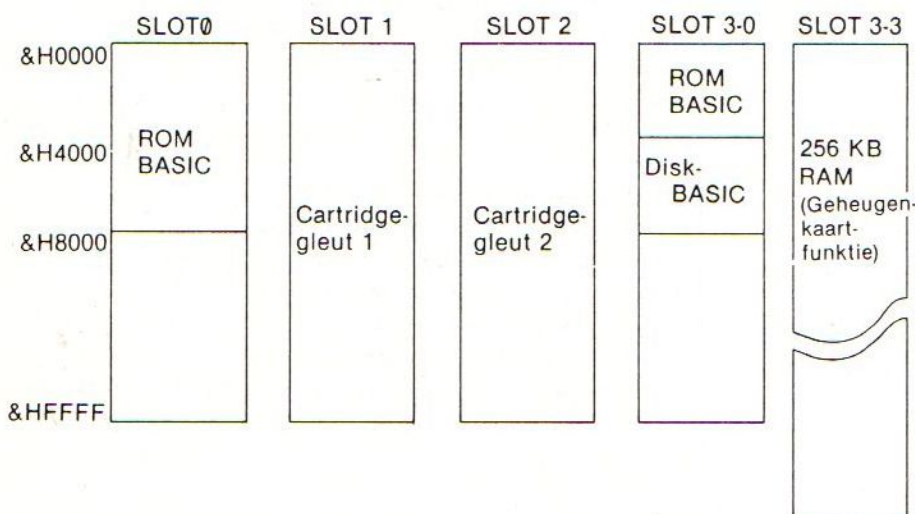 SLOT0
SLOT 1
SLOT 2
SLOT 3-0
SLOT 3-3
&H0000
&H4000
&H8000
&HFFFF
ROM
BASIC
Cartridge-
gleut 1
Cartridge-
gleut 2
ROM
BASIC
Disk-
BASIC
256 KB
RAM
(Geheugen-
kaart-
funktie)